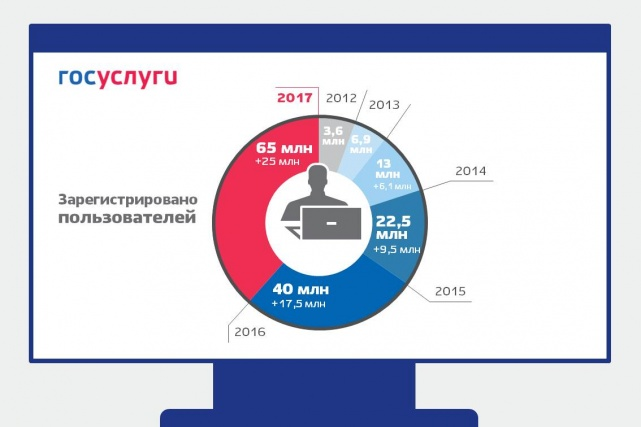 госуслуги
Зарегистрировано
пользователей
2017
2012
2013
2014
2015
2016
3,6
млн
6,9
млн
13
млн
+6,1 млн
22,5
млн
+9,5 млн
40 млн
+17,5 млн
65 млн
+25 млн